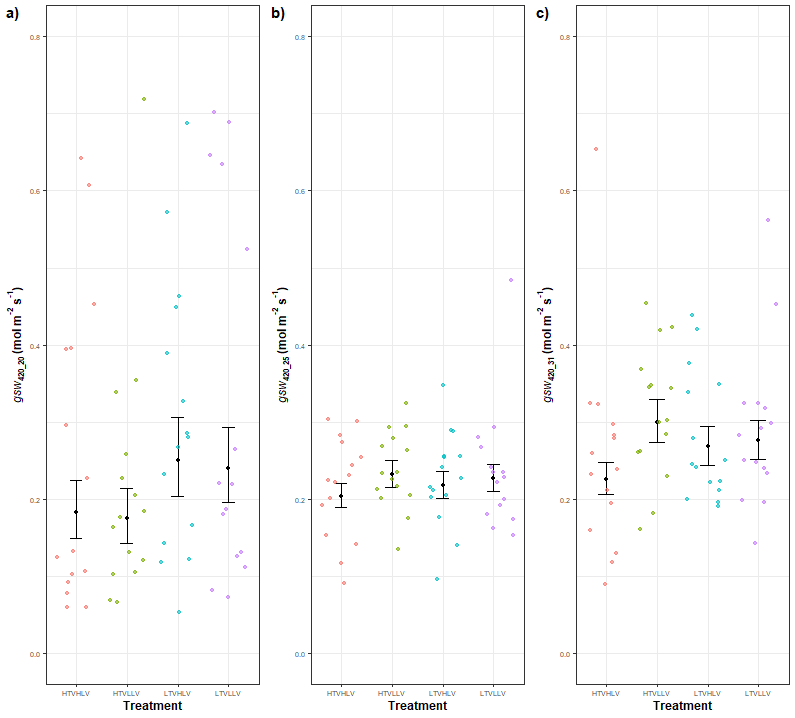 a)
gsw420_20 (mol m-2 s-1)
0.8
0.6
0.4
0.2
0.0
HTVHLV HTVLLV LTVHLV LTVLLV
Treatment
b)
gsw420_25 (mol m-2 s-1)
0.8
0.6
0.4
0.2
0.0
HTVHLV HTVLLV LTVHLV LTVLLV
Treatment
c)
gsw420_31 (mol m-2 s-1)
0.8
0.6
0.4
0.2
0.0
HTVHLV HTVLLV LTVHLV LTVLLV
Treatment